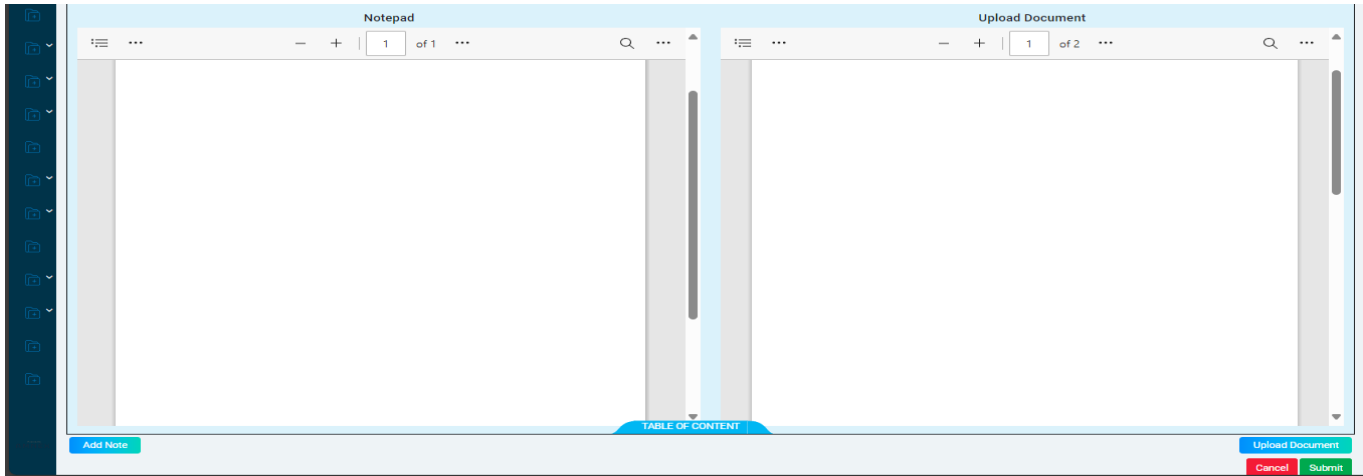 Notepad
Upload Document
1 of 1
1 of 2
TABLE OF CONTENT
Add Note
Upload Document
Cancel
Submit